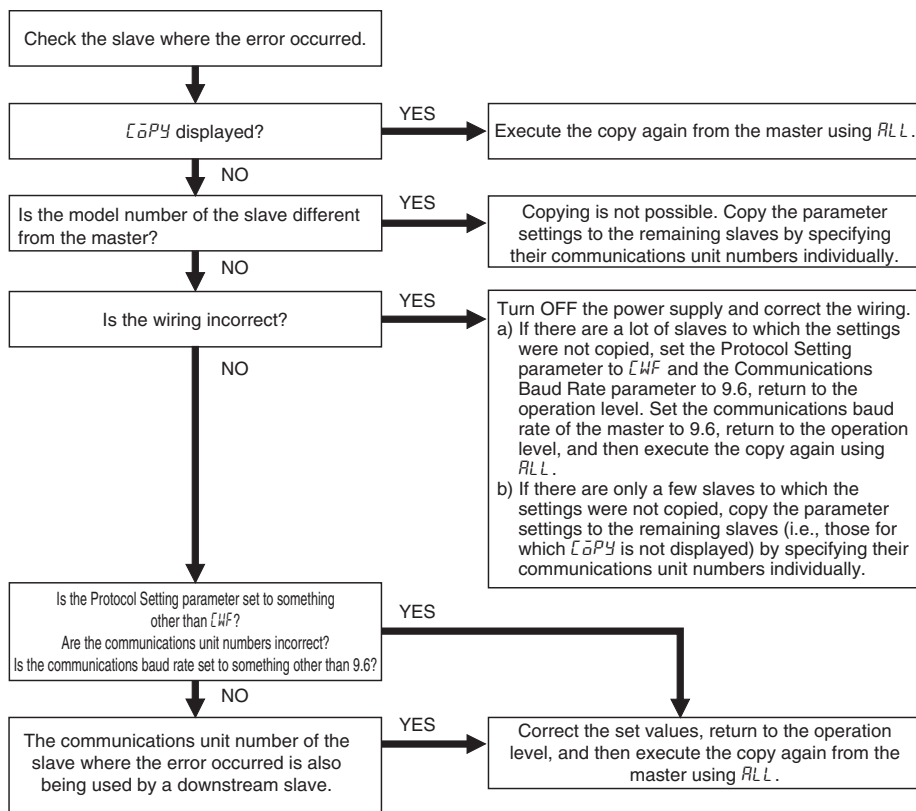 Check the slave where the error occurred.
CoPY displayed?
YES
Execute the copy again from the master using ALL.
NO
Is the model number of the slave different
from the master?
YES
Copying is not possible. Copy the parameter
settings to the remaining slaves by specifying
their communications unit numbers individually.
NO
Is the wiring incorrect?
YES
Turn OFF the power supply and correct the wiring.
a) If there are a lot of slaves to which the settings
were not copied, set the Protocol Setting
parameter to CWF and the Communications
Baud Rate parameter to 9.6, return to the
operation level. Set the communications baud
rate of the master to 9.6, return to the operation
level, and then execute the copy again using
ALL.
b) If there are only a few slaves to which the
settings were not copied, copy the parameter
settings to the remaining slaves (i.e., those for
which CoPY is not displayed) by specifying their
communications unit numbers individually.
NO
Is the Protocol Setting parameter set to something
other than CWF?
Are the communications unit numbers incorrect?
Is the communications baud rate set to something other than 9.6?
YES
NO
The communications unit number of the
slave where the error occurred is also
being used by a downstream slave.
YES
Correct the set values, return to the operation
level, and then execute the copy again from the
master using ALL.